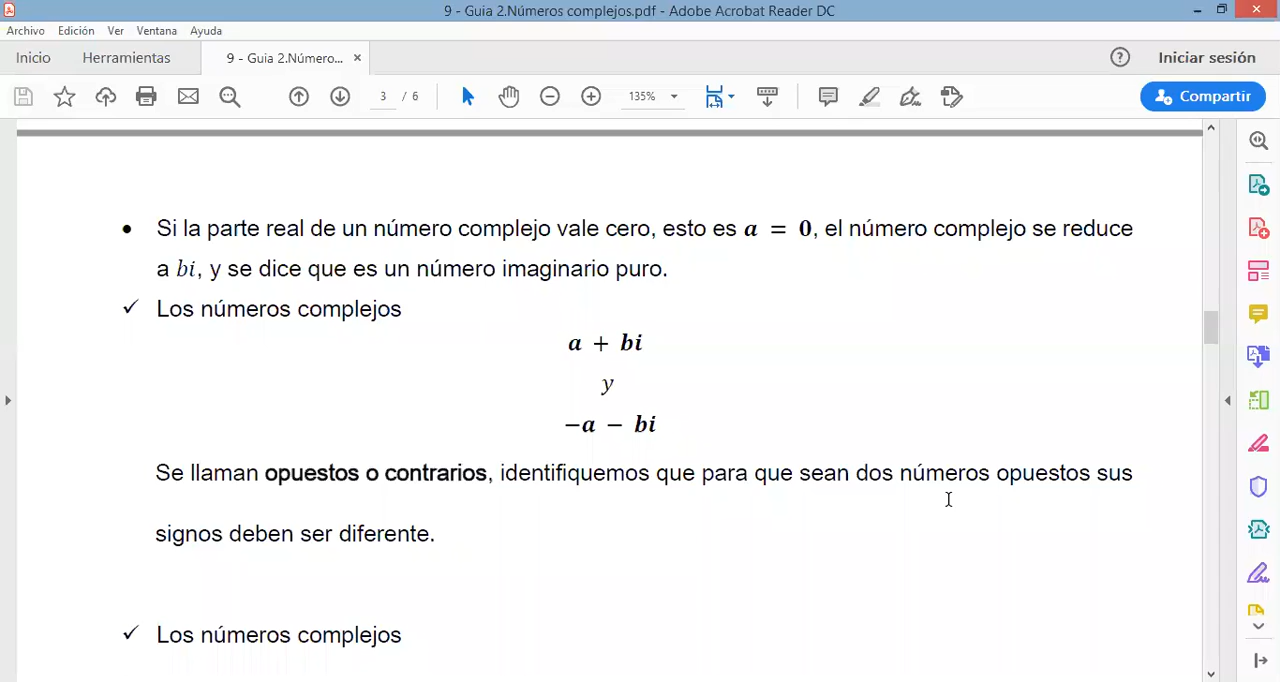 9 - Guia 2.Números complejos.pdf - Adobe Acrobat Reader DC
Archivo Edición Ver Ventana Ayuda
Inicio Herramientas 9 - Guia 2.Número... × Iniciar sesión
3 / 6 135% Compartir
• Si la parte real de un número complejo vale cero, esto es a = 0, el número complejo se reduce
a bi, y se dice que es un número imaginario puro.
✓ Los números complejos
a + bi
y
−a − bi
Se llaman opuestos o contrarios, identifiquemos que para que sean dos números opuestos sus
signos deben ser diferente.
✓ Los números complejos